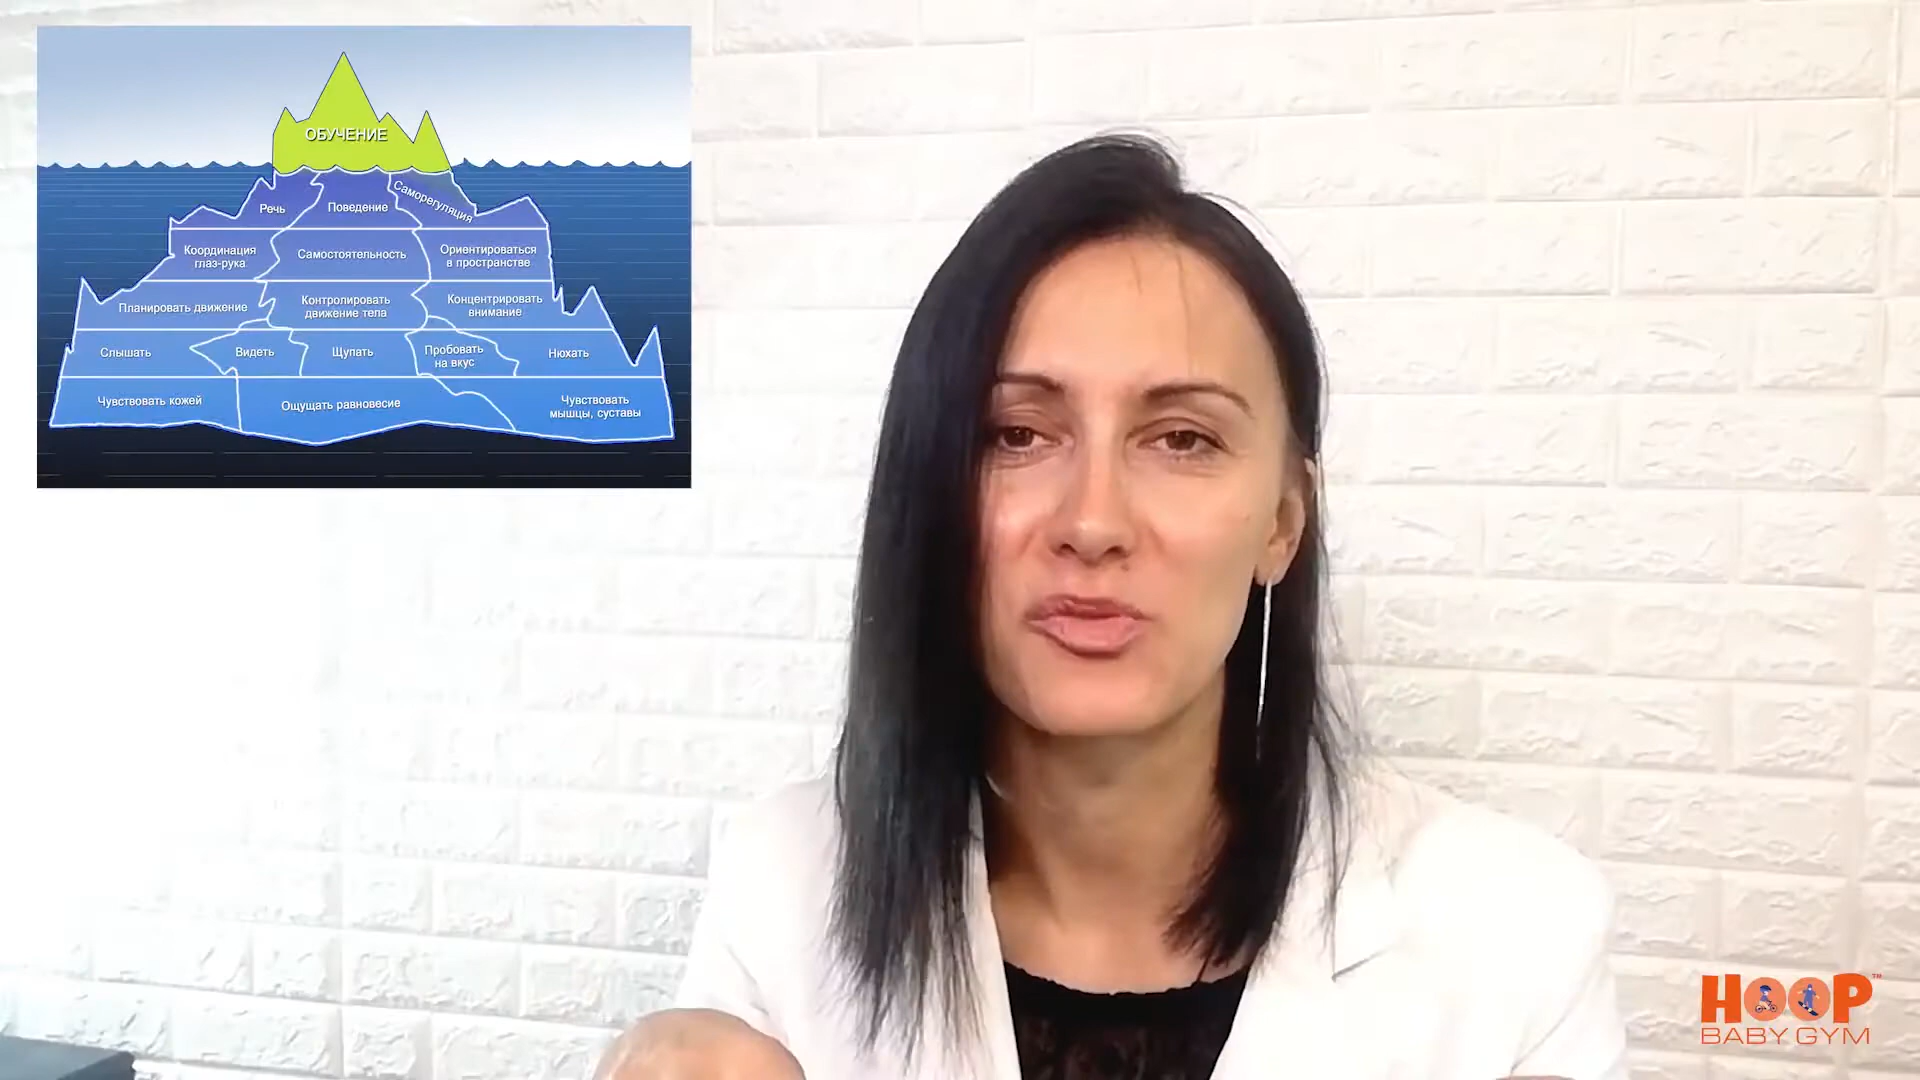 ОБУЧЕНИЕ
Речь
Поведение
Саморегуляция
Координация
глаз-рука
Самостоятельность
Ориентироваться
в пространстве
Планировать движение
Контролировать
движение тела
Концентрировать
внимание
Слышать
Видеть
Щупать
Пробовать
на вкус
Нюхать
Чувствовать кожей
Ощущать равновесие
Чувствовать
мышцы, суставы
HOOP™
BABY GYM